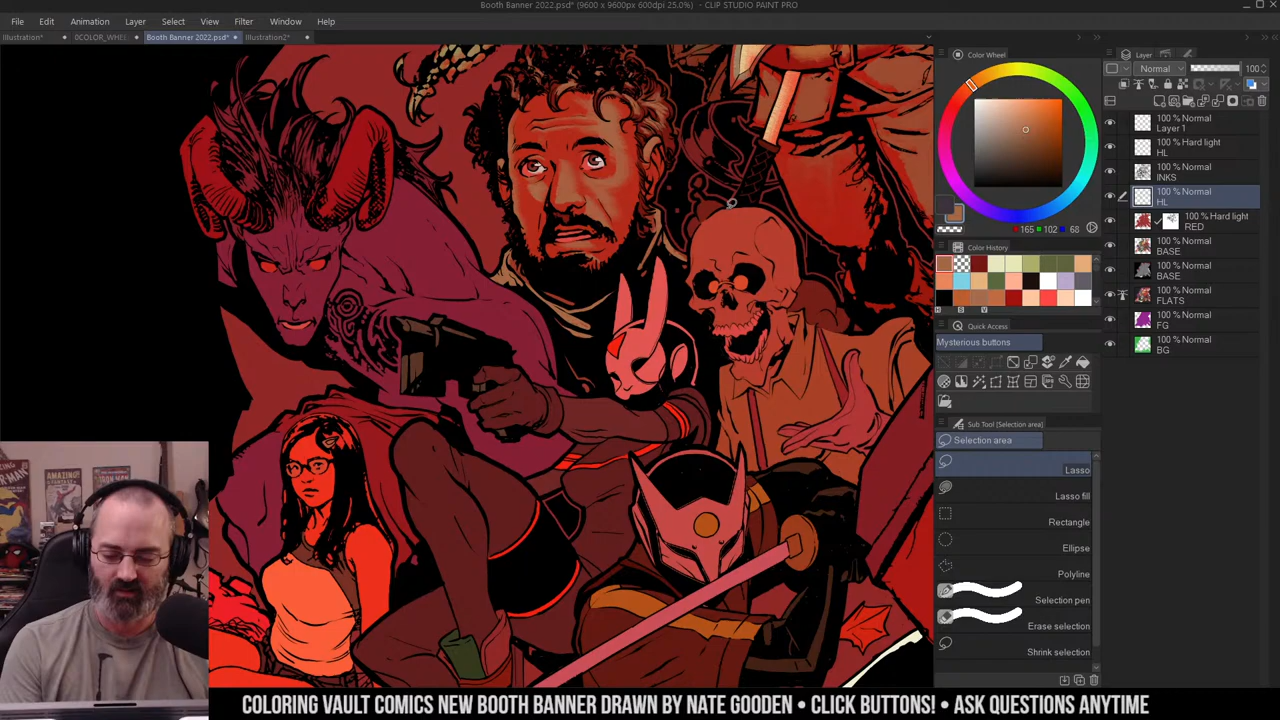 Booth Banner 2022.psd* (9600 x 9600px 600dpi 25.0%) - CLIP STUDIO PAINT PRO
File Edit Animation Layer Select View Filter Window Help
Illustration* 0COLOR_WHE Booth Banner 2022.psd* Illustration2*
Color Wheel
165 102 68
Color History
H S V
Quick Access
Mysterious buttons
Sub Tool [Selection area]
Selection area
Lasso
Lasso fill
Rectangle
Ellipse
Polyline
Selection pen
Erase selection
Shrink selection
Layer
Normal 100
100 % Normal
Layer 1
100 % Hard light
HL
100 % Normal
INKS
100 % Normal
HL
100 % Hard light
RED
100 % Normal
BASE
100 % Normal
BASE
100 % Normal
FLATS
100 % Normal
FG
100 % Normal
BG
COLORING VAULT COMICS NEW BOOTH BANNER DRAWN BY NATE GOODEN • CLICK BUTTONS! • ASK QUESTIONS ANYTIME